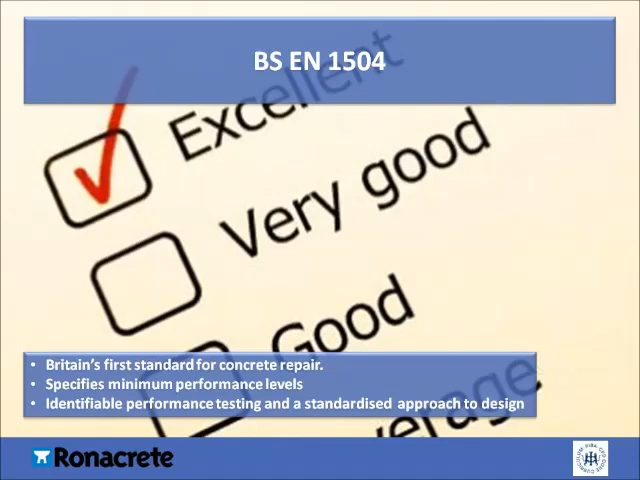 BS EN 1504
Excellent
Very good
Good
• Britain's first standard for concrete repair.
• Specifies minimum performance levels
• Identifiable performance testing and a standardised approach to design
Ronacrete